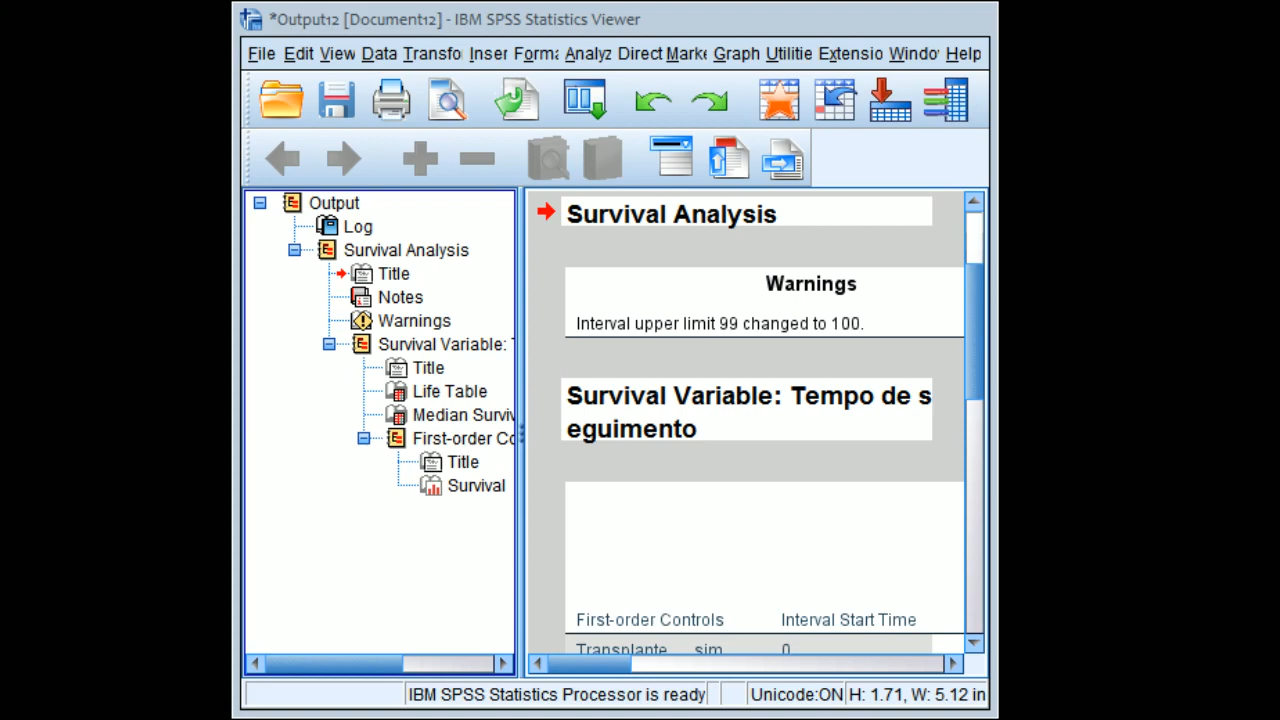 *Output12 [Document12] - IBM SPSS Statistics Viewer
File Edit View Data Transfo Inser Forma Analyz Direct Marke Graph Utilitie Extensio Windo Help
Output
Log
Survival Analysis
Title
Notes
Warnings
Survival Variable:
Title
Life Table
Median Surviv
First-order Co
Title
Survival
Survival Analysis
Warnings
Interval upper limit 99 changed to 100.
Survival Variable: Tempo de s
eguimento
First-order Controls Interval Start Time
Transplante sim 0
IBM SPSS Statistics Processor is ready Unicode:ON H: 1.71, W: 5.12 in